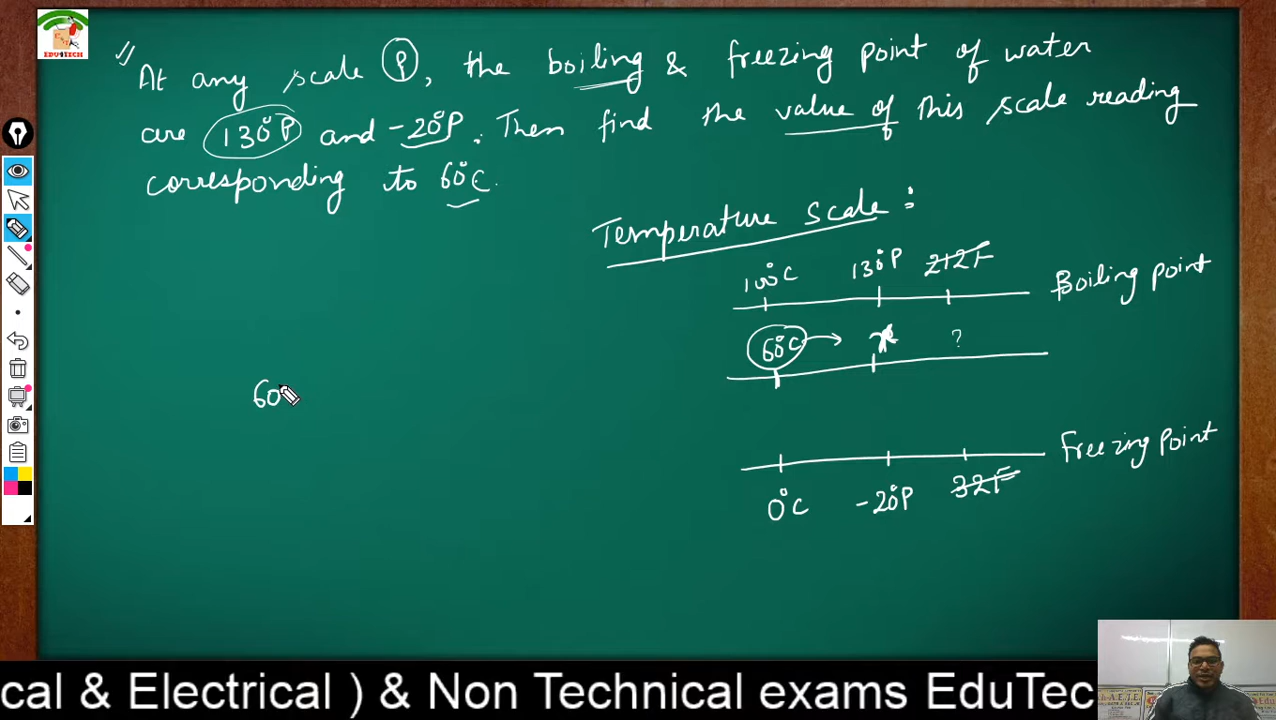 EDU4TECH
At any scale P, the boiling & freezing point of water
are 130°P and -20°P. Then find the value of this scale reading
corresponding to 60°C.
Temperature Scale :
100°C 130°P 212F Boiling point
60°C → x ?
60
Freezing Point
0°C -20°P 32F
cal & Electrical ) & Non Technical exams EduTec